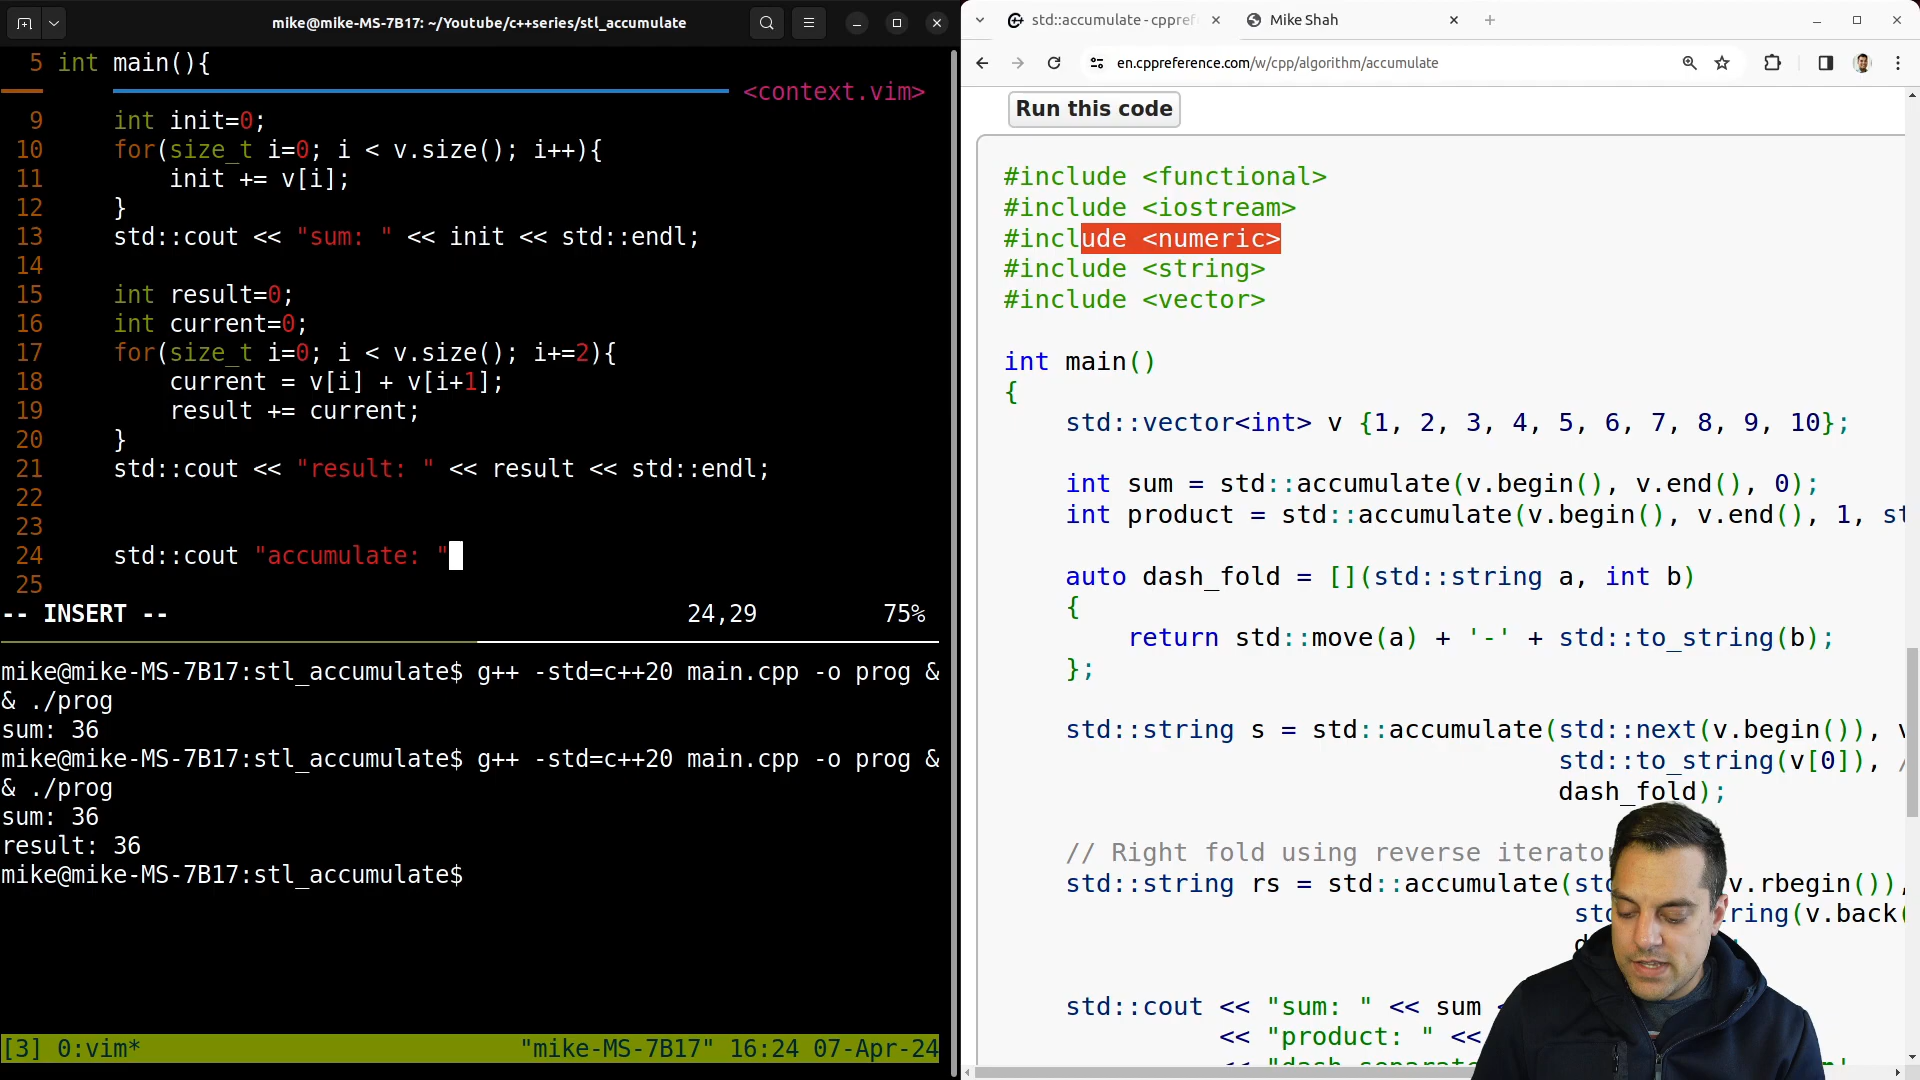 mike@mike-MS-7B17: ~/Youtube/c++series/stl_accumulate
5 int main(){
<context.vim>
9 int init=0;
10 for(size_t i=0; i < v.size(); i++){
11 init += v[i];
12 }
13 std::cout << "sum: " << init << std::endl;
14
15 int result=0;
16 int current=0;
17 for(size_t i=0; i < v.size(); i+=2){
18 current = v[i] + v[i+1];
19 result += current;
20 }
21 std::cout << "result: " << result << std::endl;
22
23
24 std::cout "accumulate: "
25
-- INSERT -- 24,29 75%
mike@mike-MS-7B17:stl_accumulate$ g++ -std=c++20 main.cpp -o prog &
& ./prog
sum: 36
mike@mike-MS-7B17:stl_accumulate$ g++ -std=c++20 main.cpp -o prog &
& ./prog
sum: 36
result: 36
mike@mike-MS-7B17:stl_accumulate$
[3] 0:vim* "mike-MS-7B17" 16:24 07-Apr-24
std::accumulate - cppref
Mike Shah
en.cppreference.com/w/cpp/algorithm/accumulate
Run this code
#include <functional>
#include <iostream>
#include <numeric>
#include <string>
#include <vector>
int main()
{
std::vector<int> v {1, 2, 3, 4, 5, 6, 7, 8, 9, 10};
int sum = std::accumulate(v.begin(), v.end(), 0);
int product = std::accumulate(v.begin(), v.end(), 1, st
auto dash_fold = [](std::string a, int b)
{
return std::move(a) + '-' + std::to_string(b);
};
std::string s = std::accumulate(std::next(v.begin()), v
std::to_string(v[0]), /
dash_fold);
// Right fold using reverse iterator
std::string rs = std::accumulate(std v.rbegin()),
std ring(v.back(
d
std::cout << "sum: " << sum <
<< "product: " <<